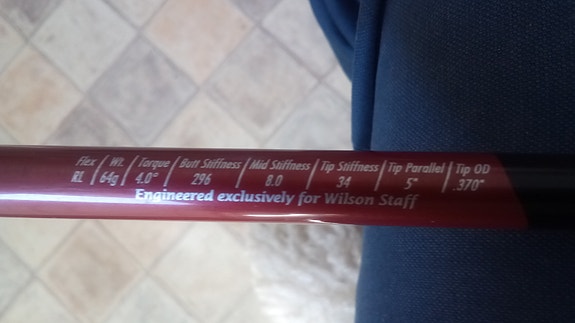 Flex / Wt. / Torque / Butt Stiffness / Mid Stiffness / Tip Stiffness / Tip Parallel / Tip OD
RL / 64g / 4.0° / 296 / 8.0 / 34 / 5" / .370"
Engineered exclusively for Wilson Staff